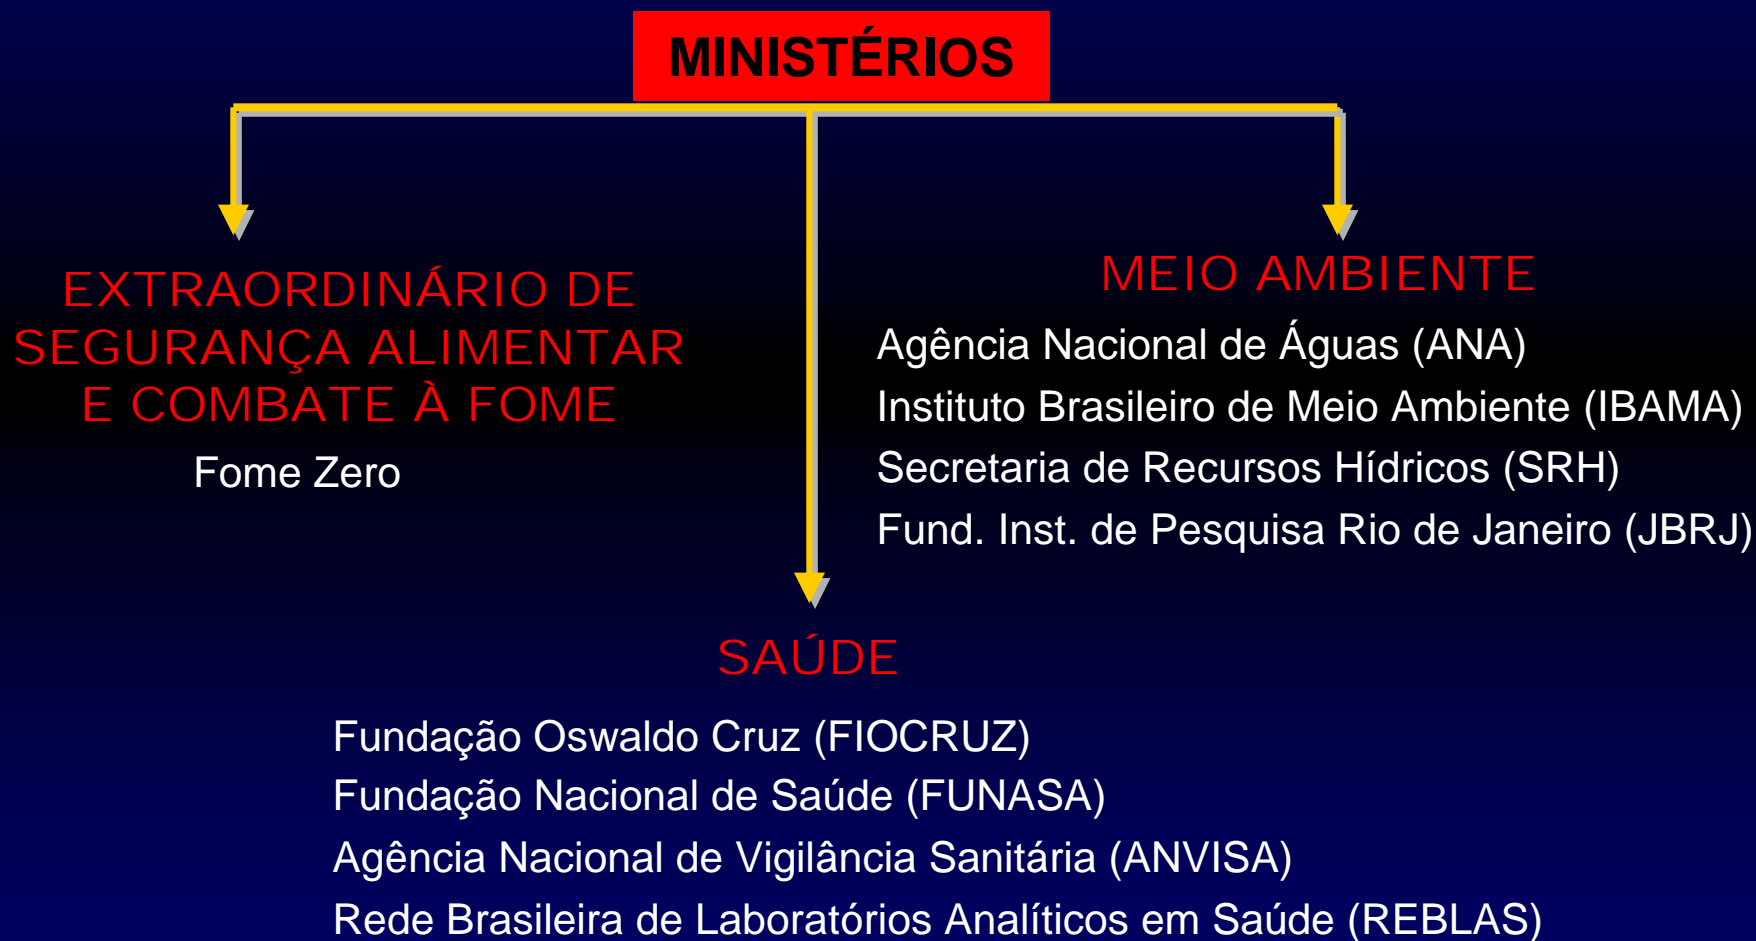 MINISTÉRIOS
EXTRAORDINÁRIO DE
SEGURANÇA ALIMENTAR
E COMBATE À FOME
Fome Zero
MEIO AMBIENTE
Agência Nacional de Águas (ANA)
Instituto Brasileiro de Meio Ambiente (IBAMA)
Secretaria de Recursos Hídricos (SRH)
Fund. Inst. de Pesquisa Rio de Janeiro (JBRJ)
SAÚDE
Fundação Oswaldo Cruz (FIOCRUZ)
Fundação Nacional de Saúde (FUNASA)
Agência Nacional de Vigilância Sanitária (ANVISA)
Rede Brasileira de Laboratórios Analíticos em Saúde (REBLAS)